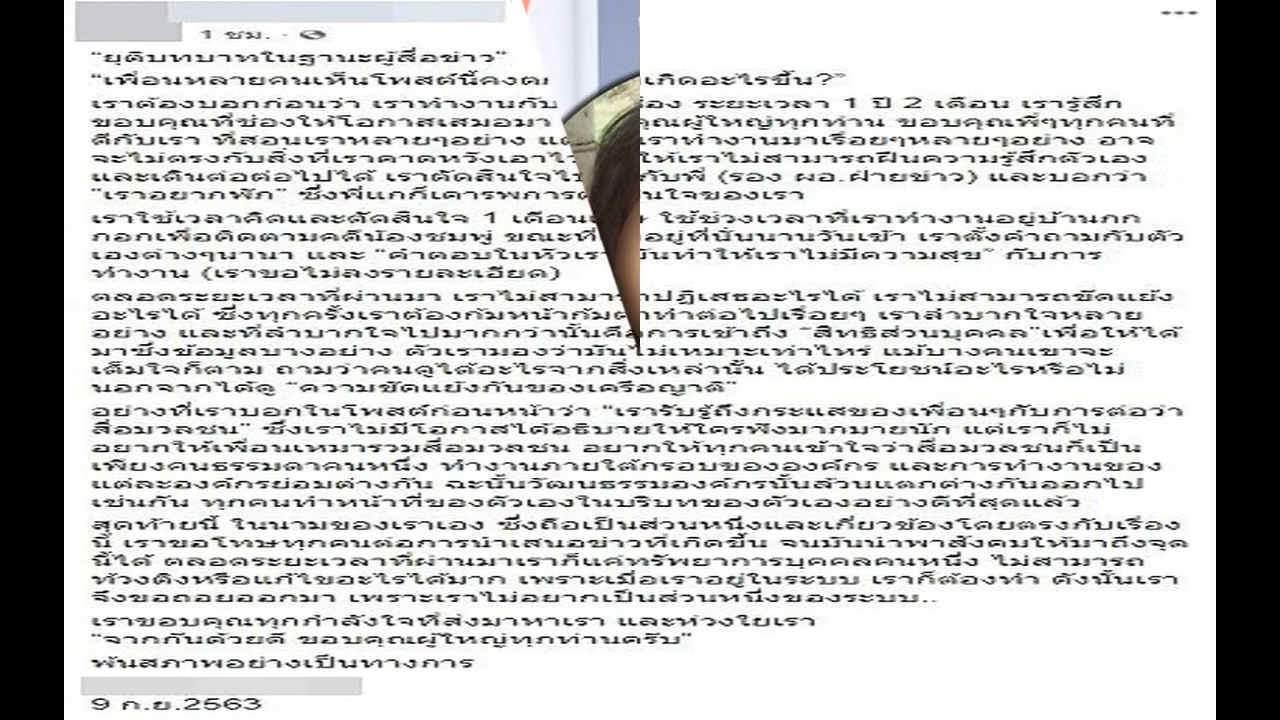 1 ชม. ·
"ยุติบทบาทในฐานะผู้สื่อข่าว"
"เพื่อนหลายคนเห็นโพสต์นี้คง เกิดอะไรขึ้น?"
เราต้องบอกก่อนว่า เราทำงานกับ ระยะเวลา 1 ปี 2 เดือน เรารู้สึก
ขอบคุณที่ช่องให้โอกาสเสมอมา ผู้ใหญ่ทุกท่าน ขอบคุณพี่ๆทุกคนที่
ดีกับเรา ที่สอนเราหลายๆอย่าง เราทำงานมาเรื่อยๆหลายๆอย่าง อาจ
จะไม่ตรงกับสิ่งที่เราคาดหวังเอาไว้ ให้เราไม่สามารถฝืนความรู้สึกตัวเอง
และเดินต่อต่อไปได้ เราตัดสินใจ กับพี่ (รอง ผอ.ฝ่ายข่าว) และบอกว่า
"เราอยากพัก" ซึ่งพี่แกก็เคารพการ ใจของเรา
เราใช้เวลาคิดและตัดสินใจ 1 เดือน ใช้ช่วงเวลาที่เราทำงานอยู่บ้านกก
กอกเพื่อติดตามคดีน้องชมพู่ ขณะที่ อยู่ที่นั่นนานวันเข้า เราตั้งคำถามกับตัว
เองต่างๆนานา และ "คำตอบในหัวเรา มันทำให้เราไม่มีความสุข" กับการ
ทำงาน (เราขอไม่ลงรายละเอียด)
ตลอดระยะเวลาที่ผ่านมา เราไม่สามารถปฏิเสธอะไรได้ เราไม่สามารถขัดแย้ง
อะไรได้ ซึ่งทุกครั้งเราต้องก้มหน้าก้มตาทำต่อไปเรื่อยๆ เราลำบากใจหลาย
อย่าง และที่ลำบากใจไปมากกว่านั้นคือการเข้าถึง "สิทธิส่วนบุคคล"เพื่อให้ได้
มาซึ่งข้อมูลบางอย่าง ตัวเรามองว่ามันไม่เหมาะเท่าไหร่ แม้บางคนเขาจะ
เต็มใจก็ตาม ถามว่าคนดูได้อะไรจากสิ่งเหล่านั้น ได้ประโยชน์อะไรหรือไม่
นอกจากได้ดู "ความขัดแย้งกันของเครือญาติ"
อย่างที่เราบอกในโพสต์ก่อนหน้าว่า "เรารับรู้ถึงกระแสของเพื่อนๆกับการต่อว่า
สื่อมวลชน" ซึ่งเราไม่มีโอกาสได้อธิบายให้ใครฟังมากมายนัก แต่เราก็ไม่
อยากให้เพื่อนเหมารวมสื่อมวลชน อยากให้ทุกคนเข้าใจว่าสื่อมวลชนก็เป็น
เพียงคนธรรมดาคนหนึ่ง ทำงานภายใต้กรอบขององค์กร และการทำงานของ
แต่ละองค์กรย่อมต่างกัน ฉะนั้นวัฒนธรรมองค์กรนั้นล้วนแตกต่างกันออกไป
เช่นกัน ทุกคนทำหน้าที่ของตัวเองในบริบทของตัวเองอย่างดีที่สุดแล้ว
สุดท้ายนี้ ในนามของเราเอง ซึ่งถือเป็นส่วนหนึ่งและเกี่ยวข้องโดยตรงกับเรื่อง
นี้ เราขอโทษทุกคนต่อการนำเสนอข่าวที่เกิดขึ้น จนมันนำพาสังคมให้มาถึงจุด
นี้ได้ ตลอดระยะเวลาที่ผ่านมาเราก็แค่ทรัพยาการบุคคลคนหนึ่ง ไม่สามารถ
ท้วงติงหรือแก้ไขอะไรได้มาก เพราะเมื่อเราอยู่ในระบบ เราก็ต้องทำ ดังนั้นเรา
จึงขอถอยออกมา เพราะเราไม่อยากเป็นส่วนหนึ่งของระบบ..
เราขอบคุณทุกกำลังใจที่ส่งมาหาเรา และห่วงใยเรา
"จากกันด้วยดี ขอบคุณผู้ใหญ่ทุกท่านครับ"
พ้นสภาพอย่างเป็นทางการ
9 ก.ย.2563